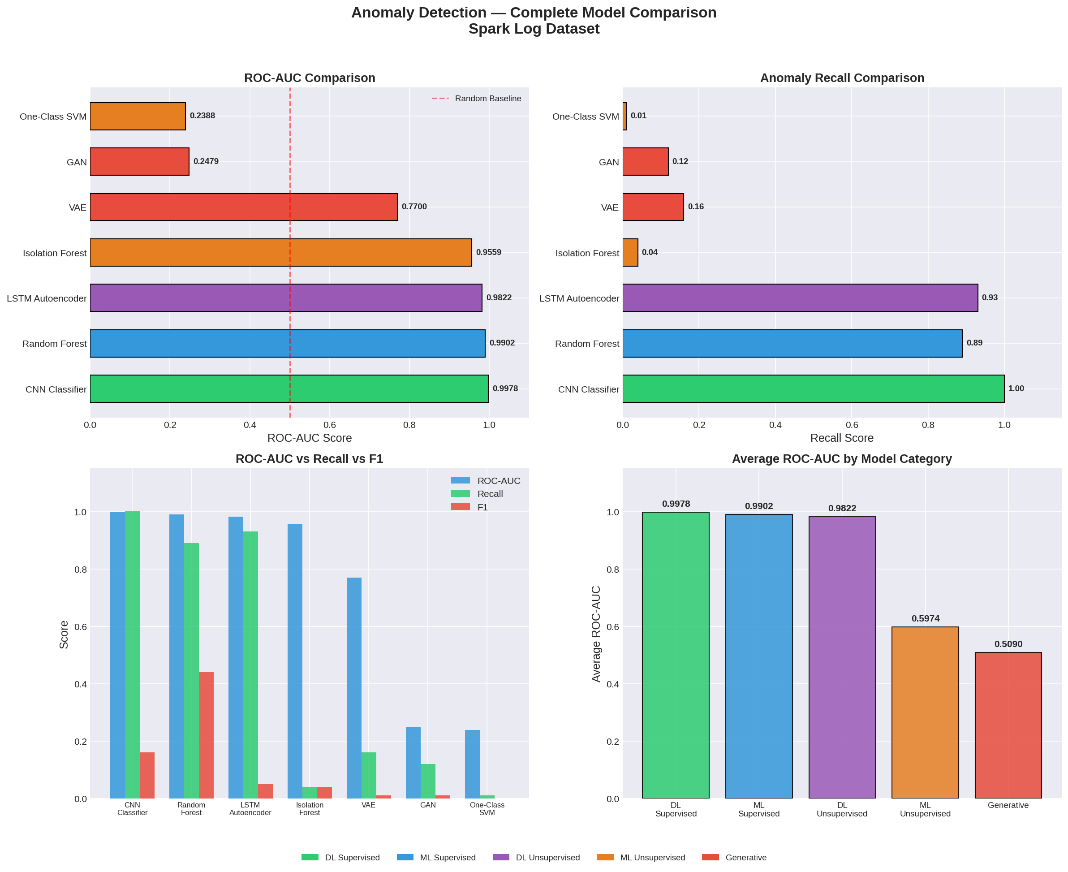 Anomaly Detection — Complete Model Comparison
Spark Log Dataset
ROC-AUC Comparison
Random Baseline
One-Class SVM
0.2388
GAN
0.2479
VAE
0.7700
Isolation Forest
0.9559
LSTM Autoencoder
0.9822
Random Forest
0.9902
CNN Classifier
0.9978
0.0 0.2 0.4 0.6 0.8 1.0
ROC-AUC Score
Anomaly Recall Comparison
One-Class SVM
0.01
GAN
0.12
VAE
0.16
Isolation Forest
0.04
LSTM Autoencoder
0.93
Random Forest
0.89
CNN Classifier
1.00
0.0 0.2 0.4 0.6 0.8 1.0
Recall Score
ROC-AUC vs Recall vs F1
ROC-AUC
Recall
F1
Score
1.0
0.8
0.6
0.4
0.2
0.0
CNN
Classifier
Random
Forest
LSTM
Autoencoder
Isolation
Forest
VAE
GAN
One-Class
SVM
Average ROC-AUC by Model Category
Average ROC-AUC
1.0
0.8
0.6
0.4
0.2
0.0
0.9978
0.9902
0.9822
0.5974
0.5090
DL
Supervised
ML
Supervised
DL
Unsupervised
ML
Unsupervised
Generative
DL Supervised ML Supervised DL Unsupervised ML Unsupervised Generative